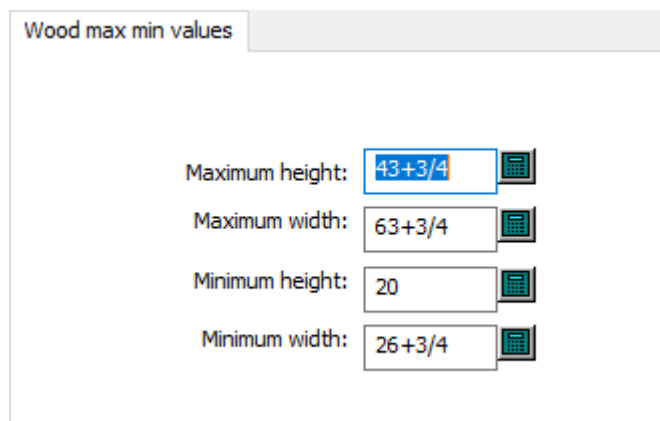 Wood max min values
Maximum height: 43+3/4
Maximum width: 63+3/4
Minimum height: 20
Minimum width: 26+3/4